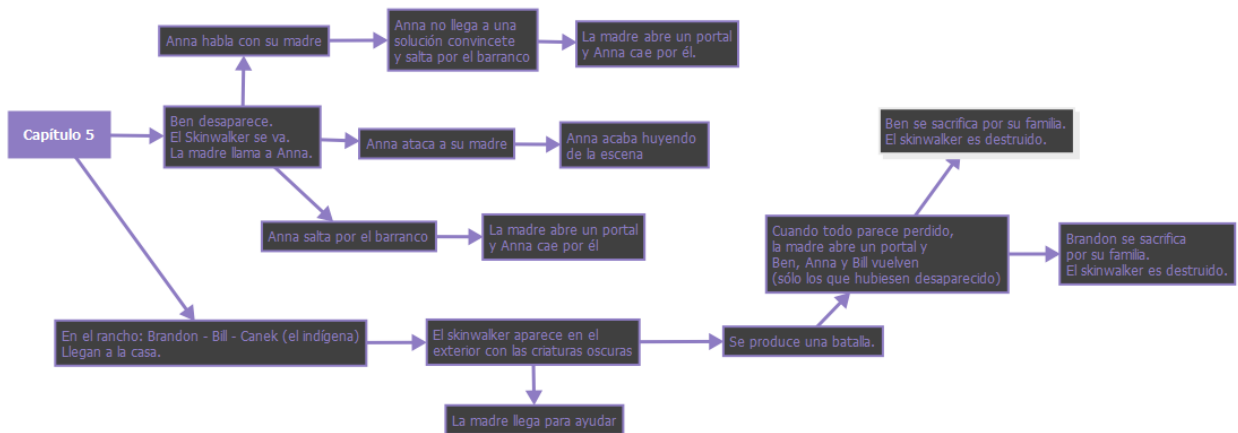 Capítulo 5
Anna habla con su madre
Anna no llega a una
solución convincete
y salta por el barranco
La madre abre un portal
y Anna cae por él.
Ben desaparece.
El Skinwalker se va.
La madre llama a Anna.
Anna ataca a su madre
Anna acaba huyendo
de la escena
Anna salta por el barranco
La madre abre un portal
y Anna cae por él
En el rancho: Brandon - Bill - Canek (el indígena)
Llegan a la casa.
El skinwalker aparece en el
exterior con las criaturas oscuras
La madre llega para ayudar
Se produce una batalla.
Cuando todo parece perdido,
la madre abre un portal y
Ben, Anna y Bill vuelven
(sólo los que hubiesen desaparecido)
Ben se sacrifica por su familia.
El skinwalker es destruido.
Brandon se sacrifica
por su familia.
El skinwalker es destruido.